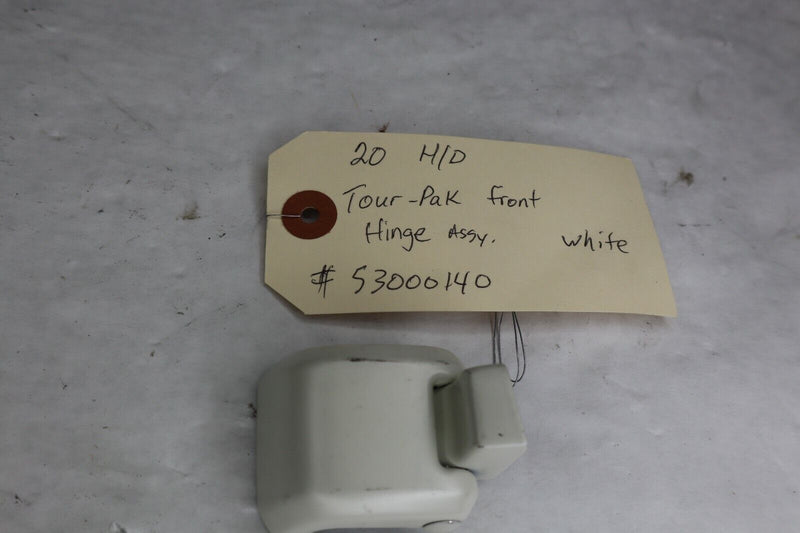 20 H/D
Tour-Pak front
Hinge Assy. white
# 53000140